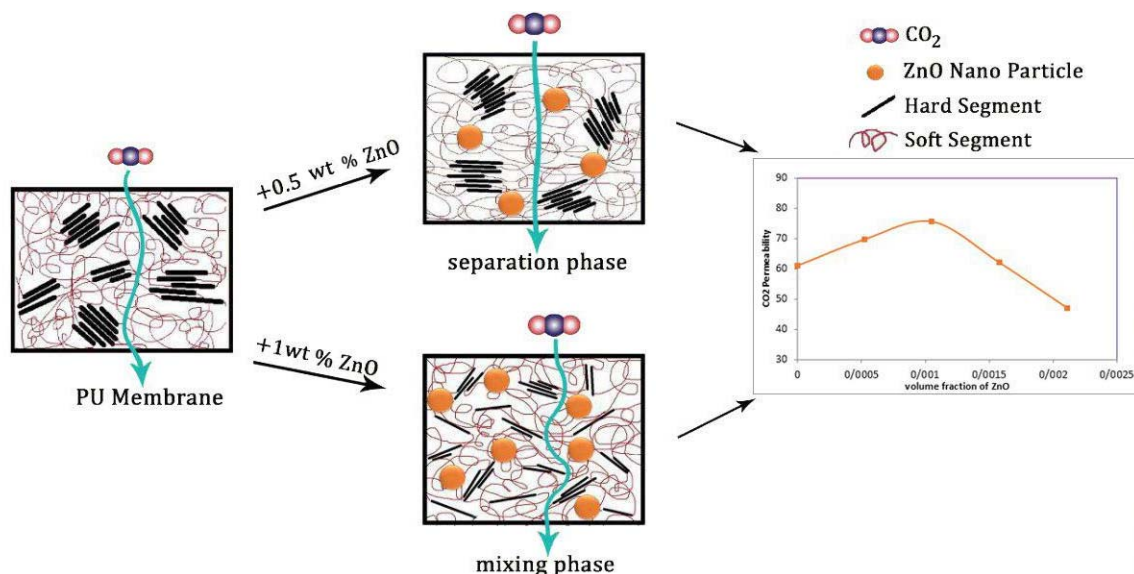 CO2
ZnO Nano Particle
Hard Segment
Soft Segment
+0.5 wt % ZnO
separation phase
PU Membrane
+1wt % ZnO
mixing phase
90
80
70
60
50
40
30
CO2 Permeability
0 0/0005 0/001 0/0015 0/002 0/0025
volume fraction of ZnO